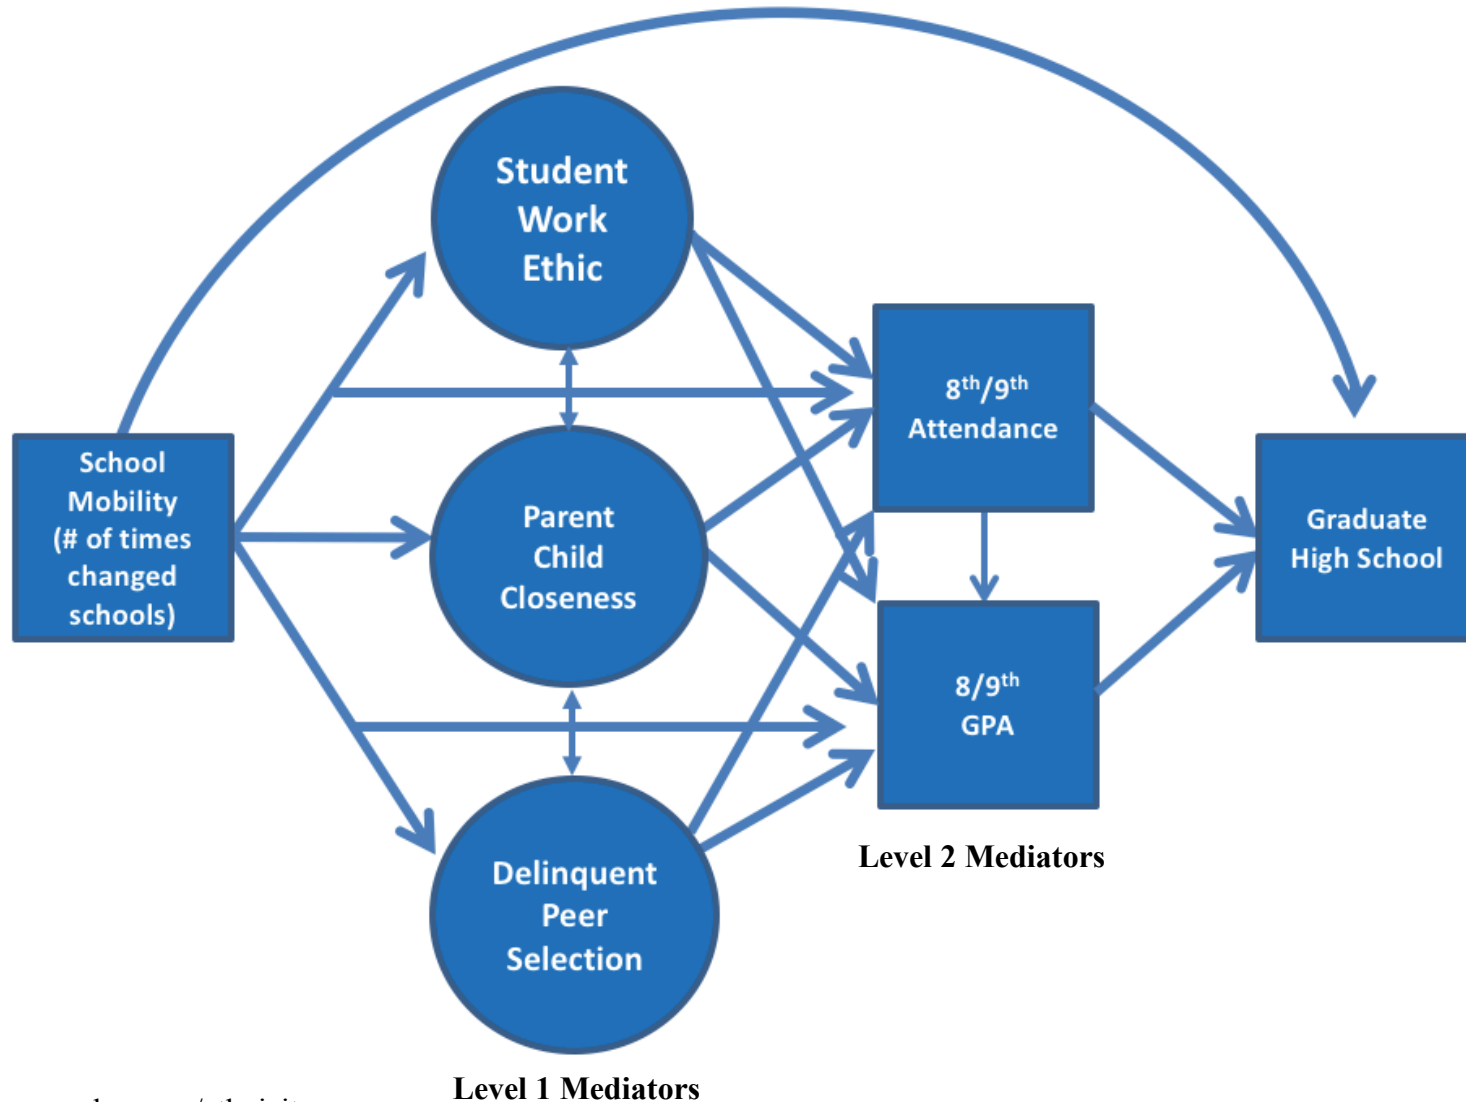 Student
Work
Ethic
School
Mobility
(# of times
changed
schools)
Parent
Child
Closeness
Delinquent
Peer
Selection
Level 1 Mediators
8th/9th
Attendance
8/9th
GPA
Level 2 Mediators
Graduate
High School